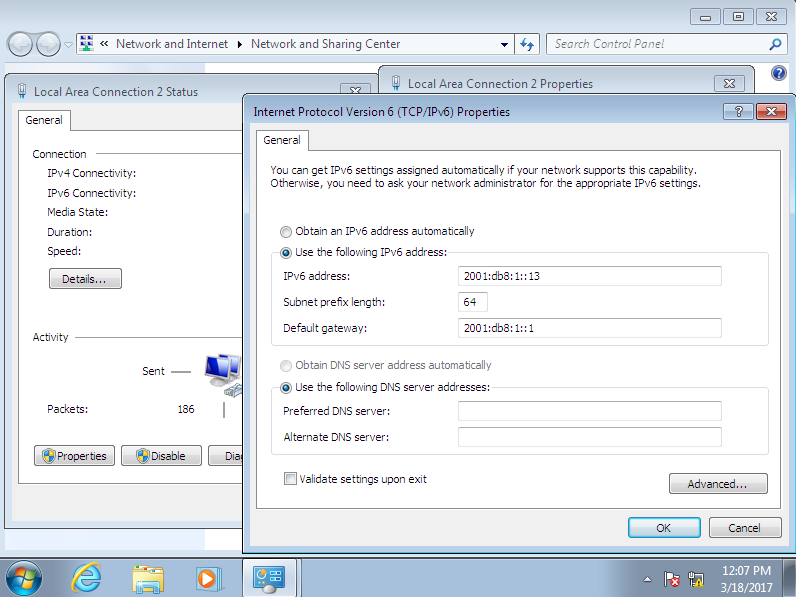 « Network and Internet ▸ Network and Sharing Center
Search Control Panel
Local Area Connection 2 Status
Local Area Connection 2 Properties
General
Connection
IPv4 Connectivity:
IPv6 Connectivity:
Media State:
Duration:
Speed:
Details...
Activity
Sent
Packets: 186
Properties
Disable
Internet Protocol Version 6 (TCP/IPv6) Properties
General
You can get IPv6 settings assigned automatically if your network supports this capability.
Otherwise, you need to ask your network administrator for the appropriate IPv6 settings.
Obtain an IPv6 address automatically
Use the following IPv6 address:
IPv6 address: 2001:db8:1::13
Subnet prefix length: 64
Default gateway: 2001:db8:1::1
Obtain DNS server address automatically
Use the following DNS server addresses:
Preferred DNS server:
Alternate DNS server:
Validate settings upon exit
Advanced...
OK
Cancel
12:07 PM
3/18/2017